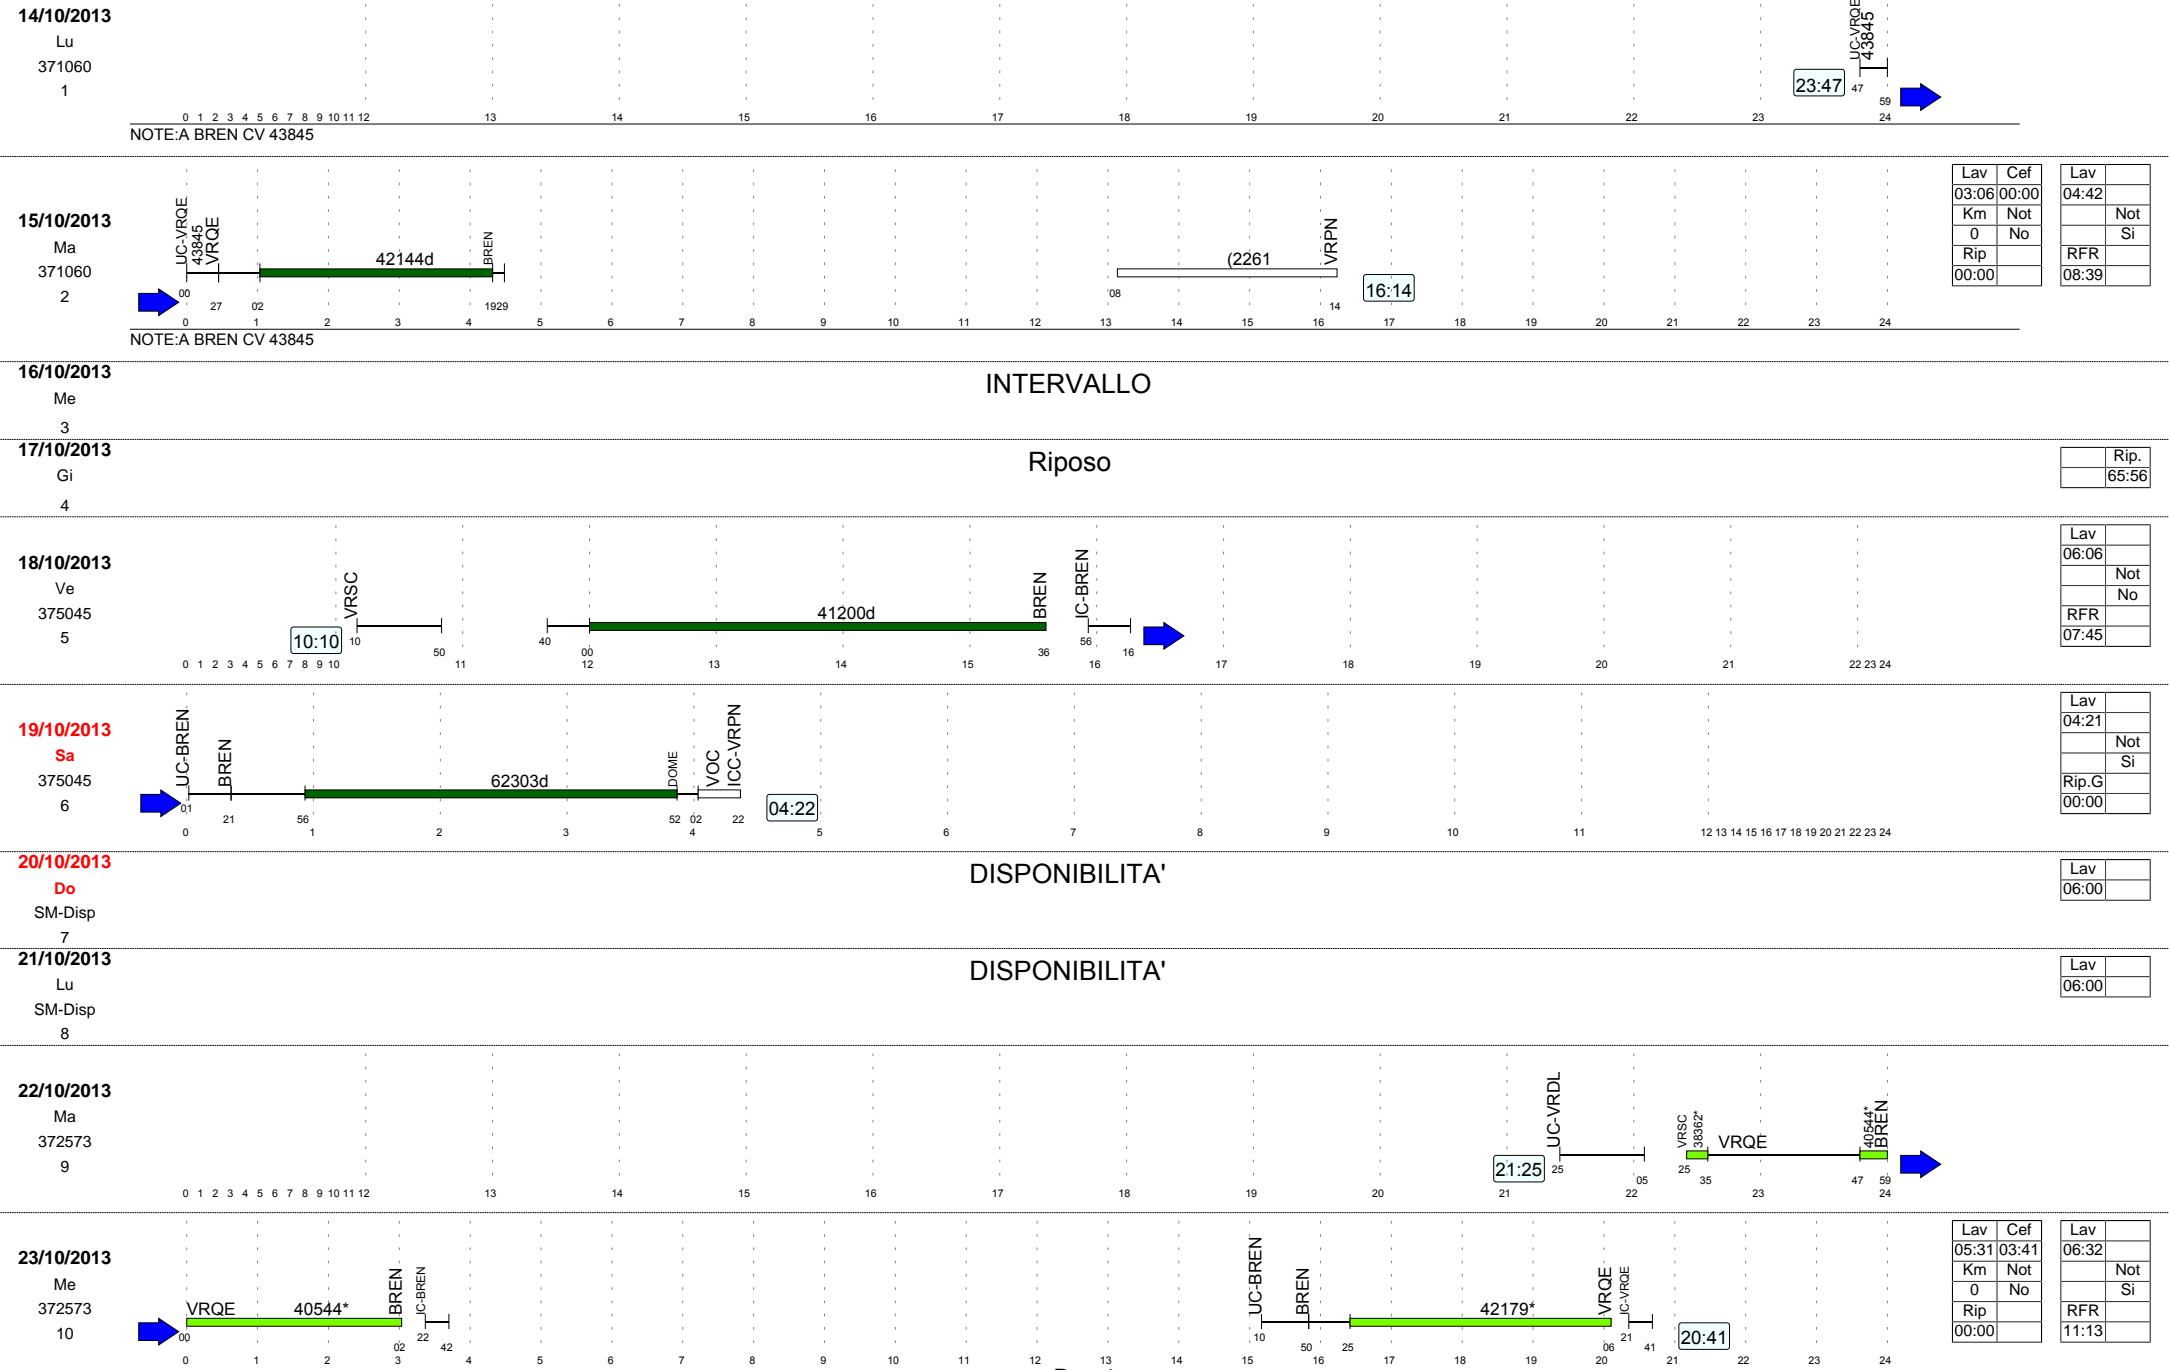 14/10/2013
Lu
371060
1
UC-VRQE
43845
23:47
47
59
0 1 2 3 4 5 6 7 8 9 10 11 12 13 14 15 16 17 18 19 20 21 22 23 24
NOTE:A BREN CV 43845
15/10/2013
Ma
371060
2
UC-VRQE
43845
VRQE
42144d
BREN
(2261
VRPN
16:14
00 27 02 1929 08 14
0 1 2 3 4 5 6 7 8 9 10 11 12 13 14 15 16 17 18 19 20 21 22 23 24
Lav Cef
03:06 00:00
Km Not
0 No
Rip
00:00
Lav
04:42
Not
Si
RFR
08:39
NOTE:A BREN CV 43845
16/10/2013
Me
3
INTERVALLO
17/10/2013
Gi
4
Riposo
Rip.
65:56
18/10/2013
Ve
375045
5
10:10
VRSC
41200d
BREN
IC-BREN
10 50 40 00 36 56 16
0 1 2 3 4 5 6 7 8 9 10 11 12 13 14 15 16 17 18 19 20 21 22 23 24
Lav
06:06
Not
No
RFR
07:45
19/10/2013
Sa
375045
6
UC-BREN
BREN
62303d
DOME
VOC
ICC-VRPN
04:22
01 21 56 52 02 22
0 1 2 3 4 5 6 7 8 9 10 11 12 13 14 15 16 17 18 19 20 21 22 23 24
Lav
04:21
Not
Si
Rip.G
00:00
20/10/2013
Do
SM-Disp
7
DISPONIBILITA'
Lav
06:00
21/10/2013
Lu
SM-Disp
8
DISPONIBILITA'
Lav
06:00
22/10/2013
Ma
372573
9
21:25
UC-VRDL
VRSC
38362*
VRQE
40544*
BREN
25 05 25 35 47 59
0 1 2 3 4 5 6 7 8 9 10 11 12 13 14 15 16 17 18 19 20 21 22 23 24
23/10/2013
Me
372573
10
VRQE
40544*
BREN
IC-BREN
UC-BREN
BREN
42179*
VRQE
IC-VRQE
20:41
00 02 22 42 10 50 25 06 21 41
0 1 2 3 4 5 6 7 8 9 10 11 12 13 14 15 16 17 18 19 20 21 22 23 24
Lav Cef
05:31 03:41
Km Not
0 No
Rip
00:00
Lav
06:32
Not
Si
RFR
11:13